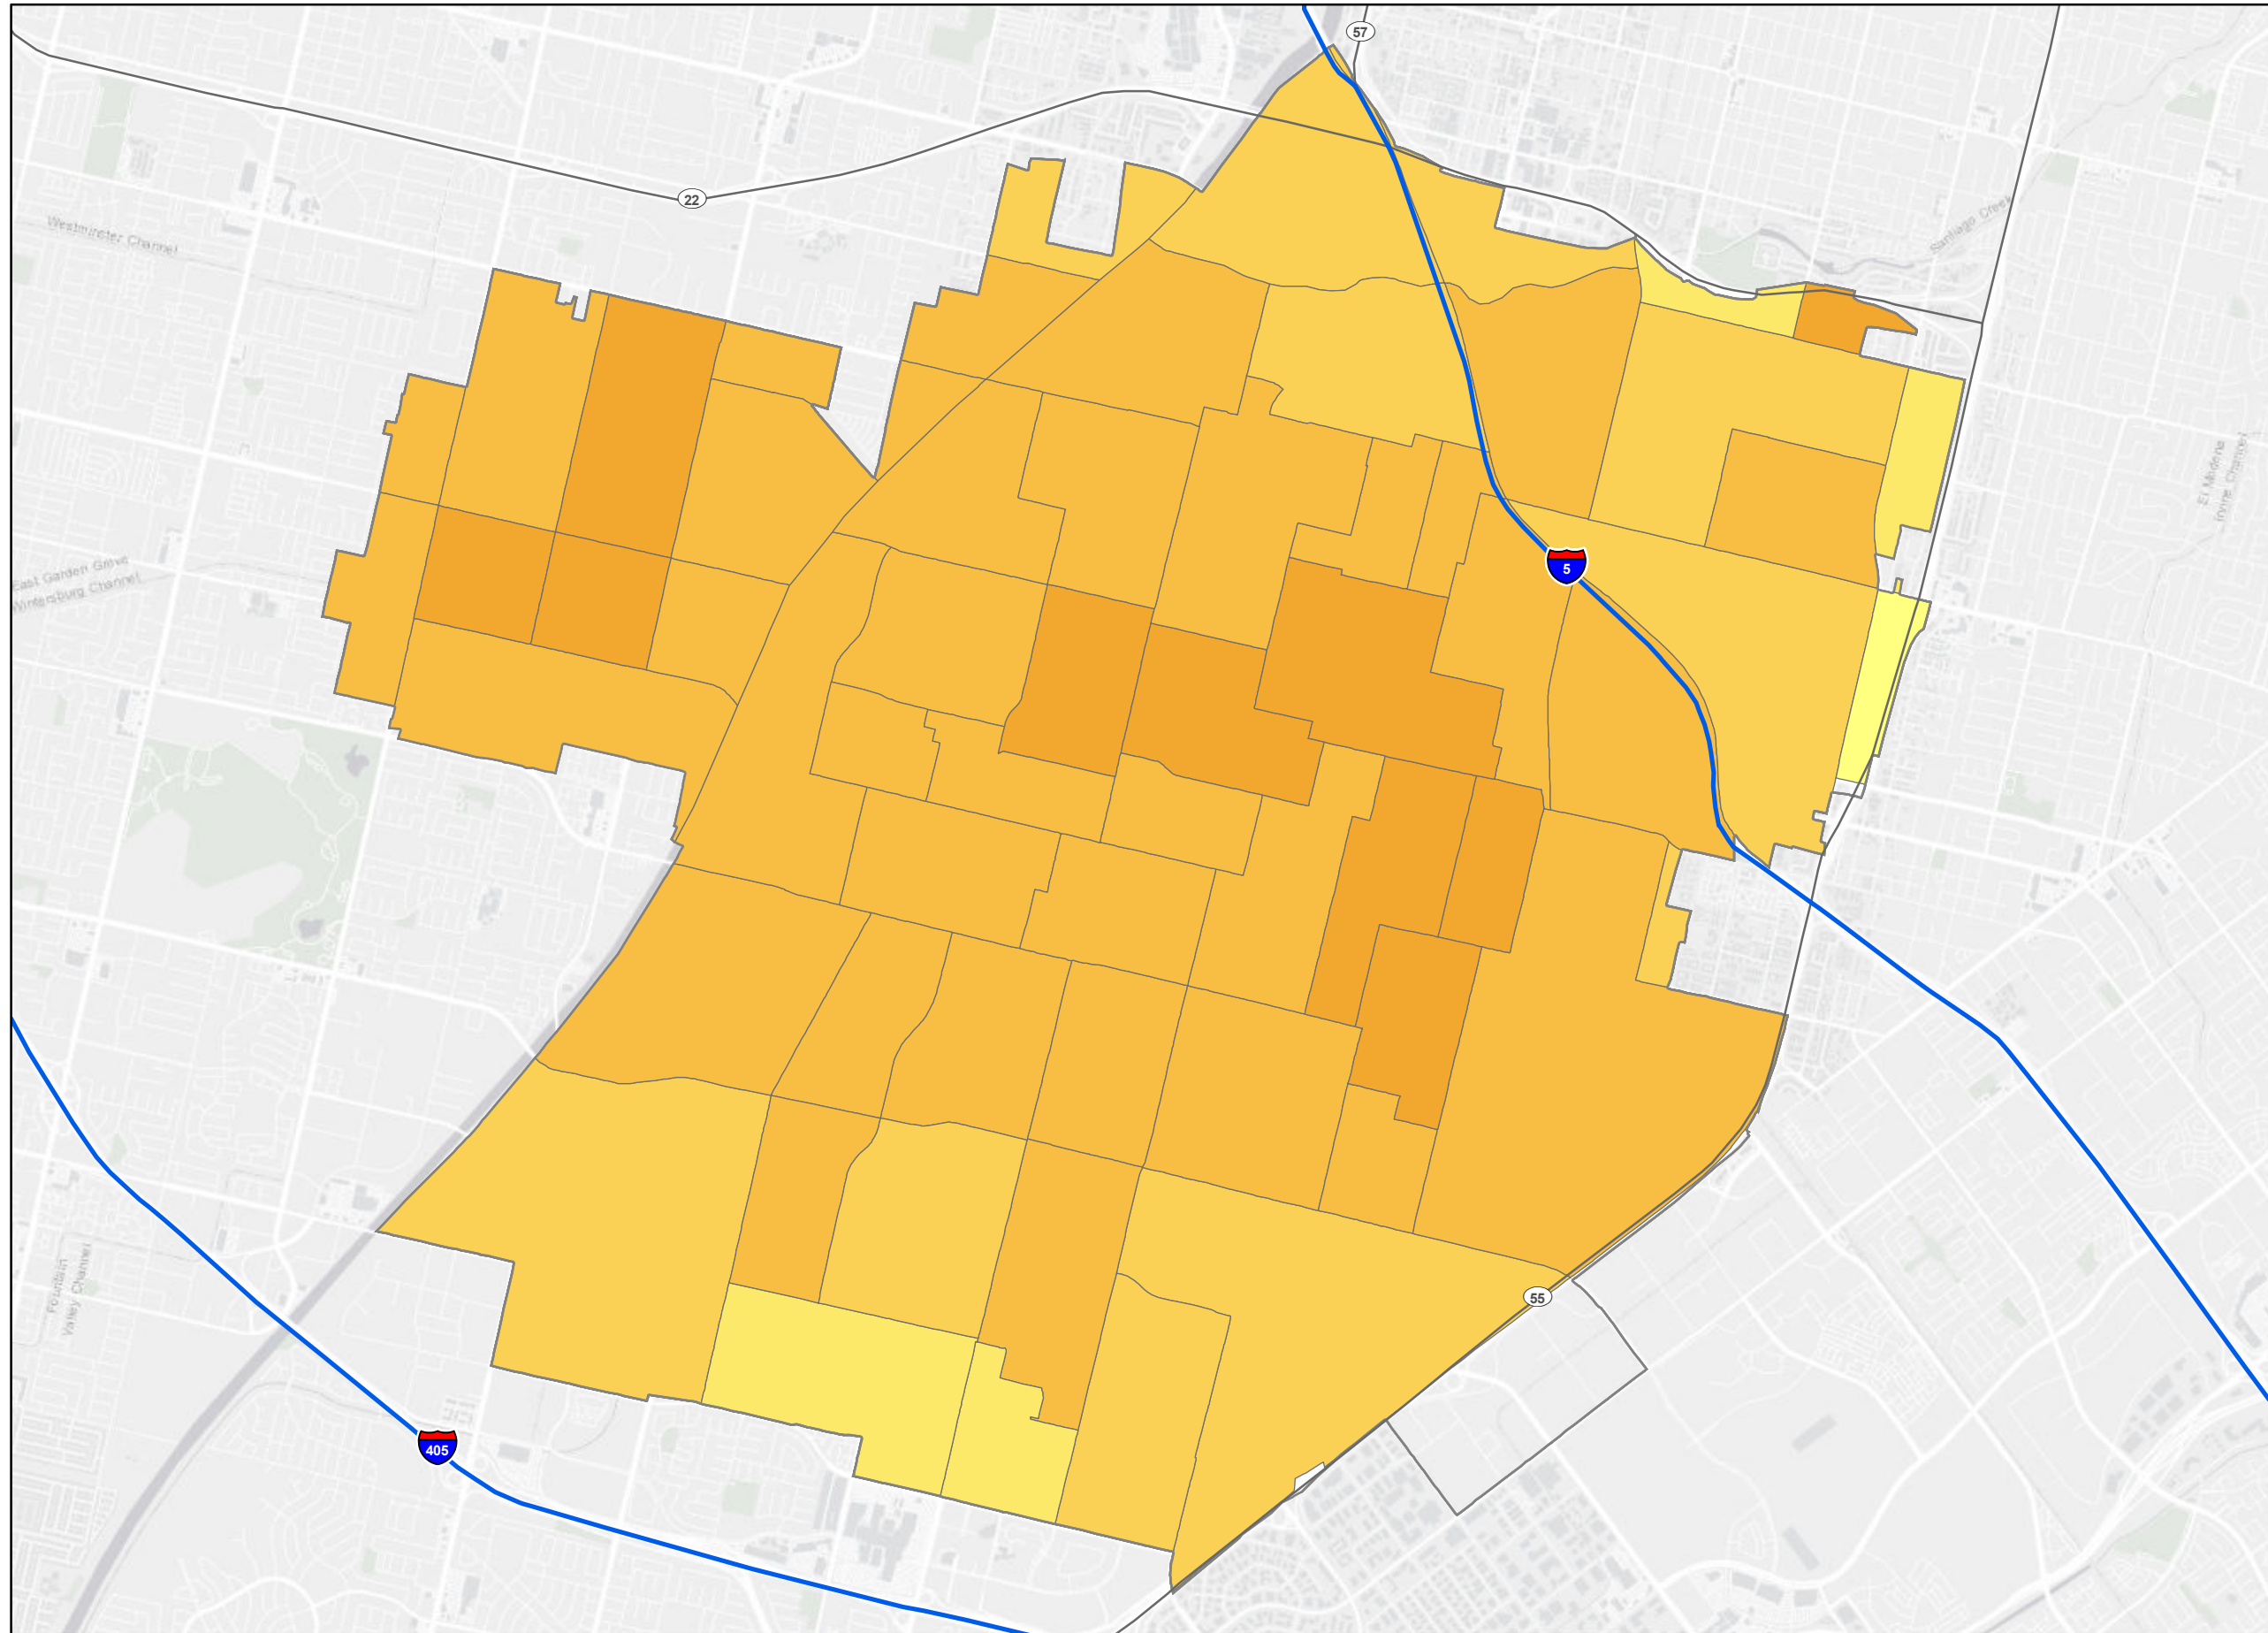 57
22
Westminster Channel
Santiago Creek
El Modena
Irvine Channel
5
East Garden Grove
Wintersburg Channel
Fountain
Valley Channel
55
405